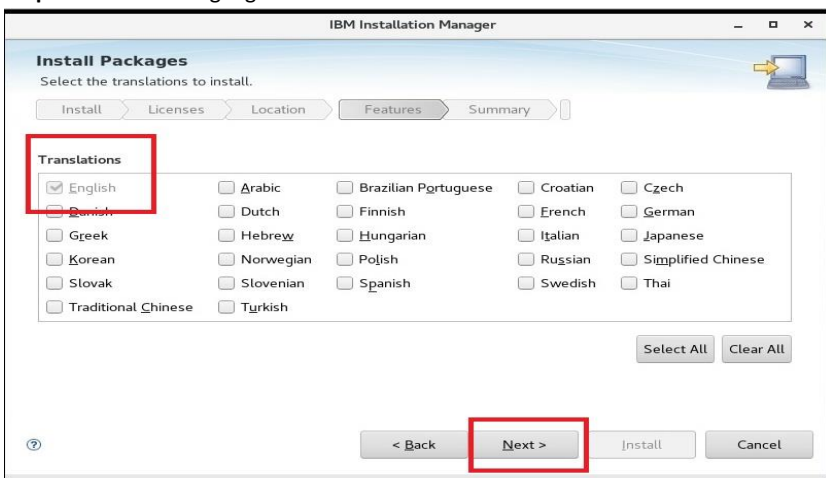 IBM Installation Manager
Install Packages
Select the translations to install.
Install Licenses Location Features Summary
Translations
English Arabic Brazilian Portuguese Croatian Czech
Danish Dutch Finnish French German
Greek Hebrew Hungarian Italian Japanese
Korean Norwegian Polish Russian Simplified Chinese
Slovak Slovenian Spanish Swedish Thai
Traditional Chinese Turkish
Select All Clear All
? < Back Next > Install Cancel